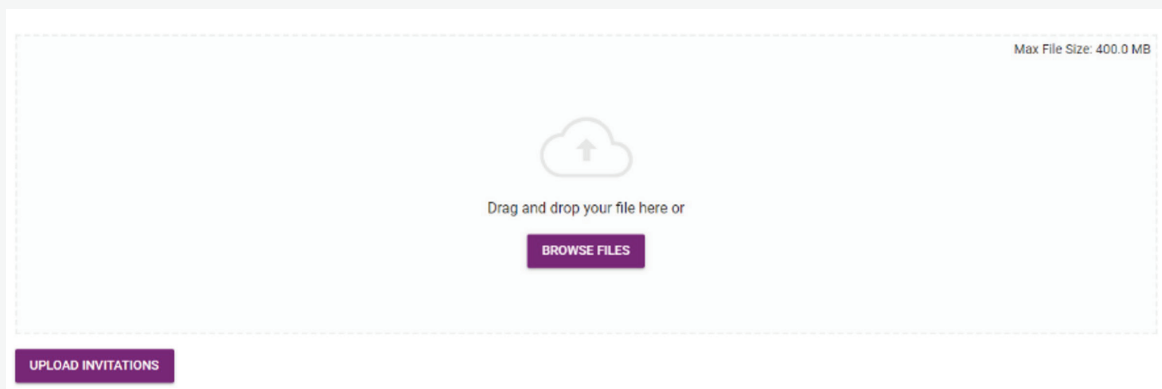 Max File Size: 400.0 MB
Drag and drop your file here or
BROWSE FILES
UPLOAD INVITATIONS